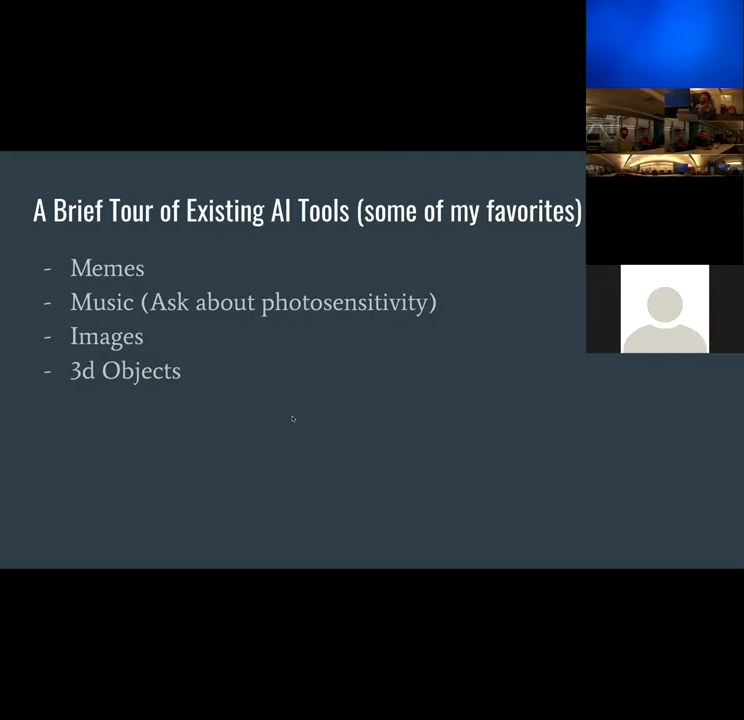 A Brief Tour of Existing AI Tools (some of my favorites)
- Memes
- Music (Ask about photosensitivity)
- Images
- 3d Objects